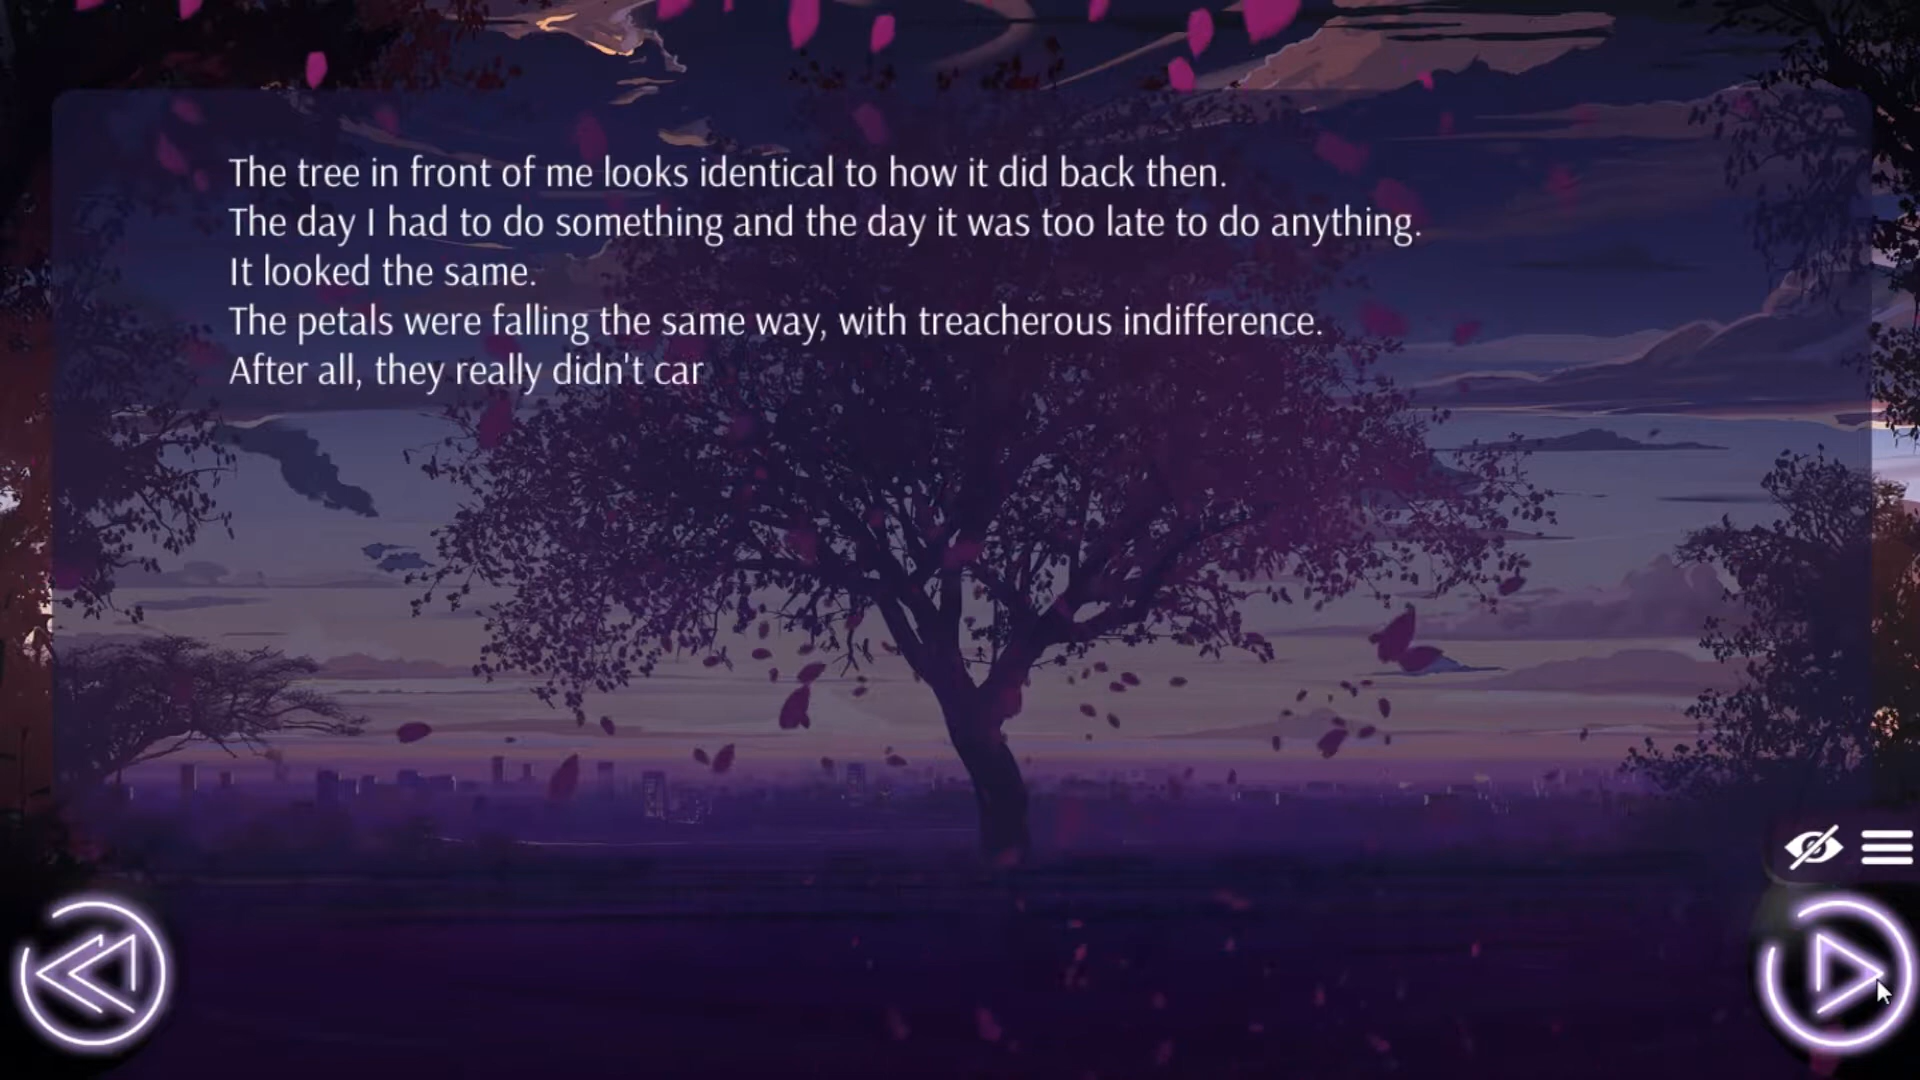 The tree in front of me looks identical to how it did back then.
The day I had to do something and the day it was too late to do anything.
It looked the same.
The petals were falling the same way, with treacherous indifference.
After all, they really didn't car